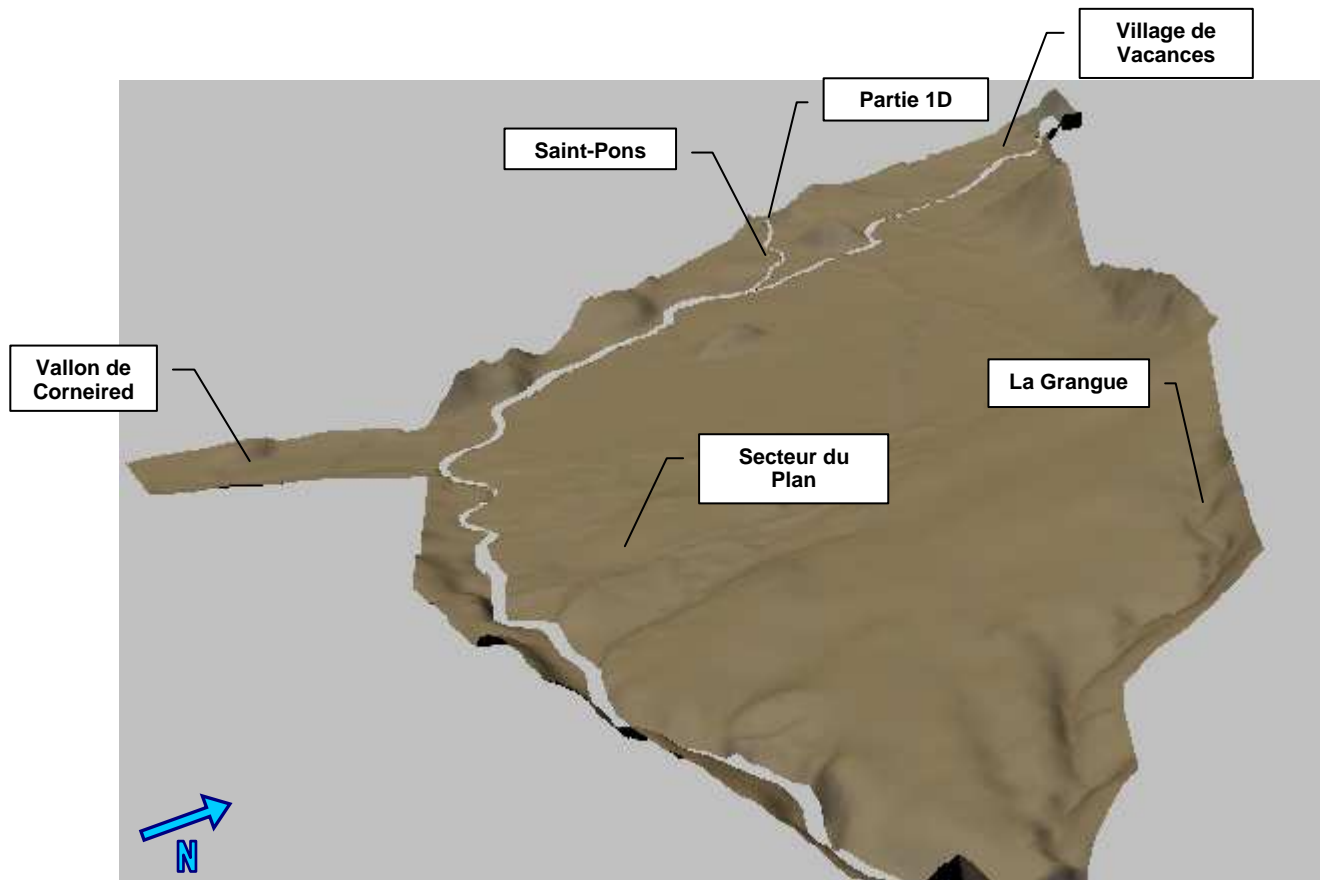 Village de
Vacances
Partie 1D
Saint-Pons
Vallon de
Corneired
La Grangue
Secteur du
Plan
N